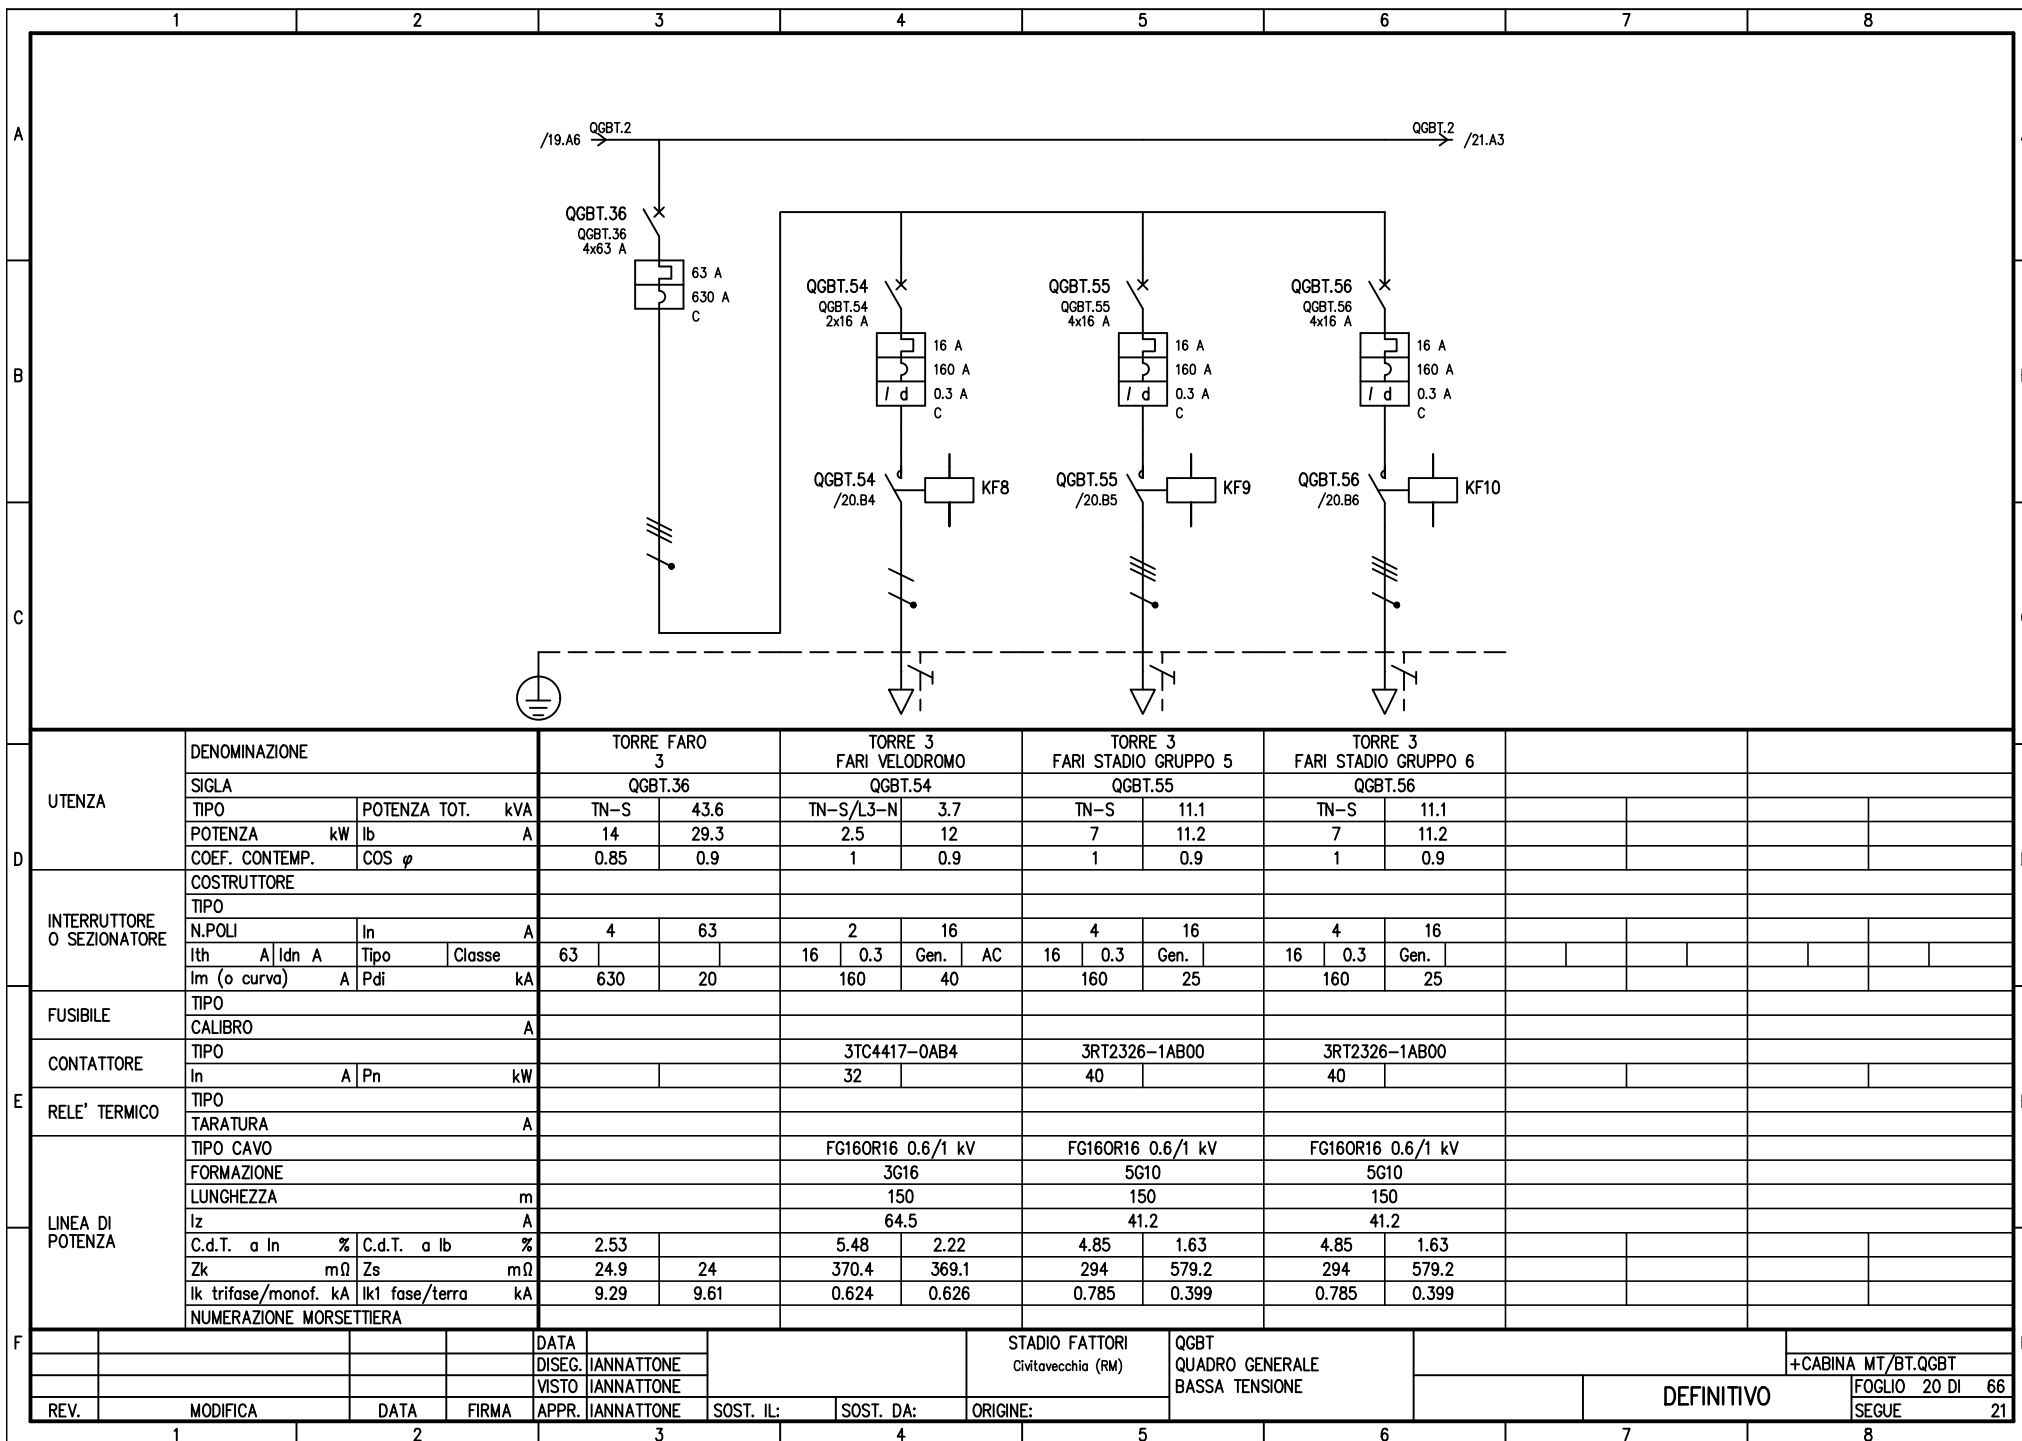 1 2 3 4 5 6 7 8
A
/19.A6 QGBT.2
QGBT.2 /21.A3
QGBT.36
QGBT.36
4x63 A
63 A
630 A
C
B
QGBT.54
QGBT.54
2x16 A
16 A
160 A
I d 0.3 A
C
QGBT.55
QGBT.55
4x16 A
16 A
160 A
I d 0.3 A
C
QGBT.56
QGBT.56
4x16 A
16 A
160 A
I d 0.3 A
C
QGBT.54
/20.B4
KF8
QGBT.55
/20.B5
KF9
QGBT.56
/20.B6
KF10
C
UTENZA
DENOMINAZIONE
TORRE FARO
3
TORRE 3
FARI VELODROMO
TORRE 3
FARI STADIO GRUPPO 5
TORRE 3
FARI STADIO GRUPPO 6
SIGLA QGBT.36 QGBT.54 QGBT.55 QGBT.56
TIPO POTENZA TOT. kVA TN-S 43.6 TN-S/L3-N 3.7 TN-S 11.1 TN-S 11.1
POTENZA kW Ib A 14 29.3 2.5 12 7 11.2 7 11.2
D
COEF. CONTEMP. COS φ 0.85 0.9 1 0.9 1 0.9 1 0.9
INTERRUTTORE
O SEZIONATORE
COSTRUTTORE
TIPO
N.POLI In A 4 63 2 16 4 16 4 16
Ith A Idn A Tipo Classe 63 16 0.3 Gen. AC 16 0.3 Gen. 16 0.3 Gen.
Im (o curva) A Pdi kA 630 20 160 40 160 25 160 25
FUSIBILE
TIPO
CALIBRO A
CONTATTORE
TIPO 3TC4417-0AB4 3RT2326-1AB00 3RT2326-1AB00
In A Pn kW 32 40 40
E
RELE' TERMICO
TIPO
TARATURA A
LINEA DI
POTENZA
TIPO CAVO FG16OR16 0.6/1 kV FG16OR16 0.6/1 kV FG16OR16 0.6/1 kV
FORMAZIONE 3G16 5G10 5G10
LUNGHEZZA m 150 150 150
Iz A 64.5 41.2 41.2
C.d.T. a In % C.d.T. a Ib % 2.53 5.48 2.22 4.85 1.63 4.85 1.63
Zk mΩ Zs mΩ 24.9 24 370.4 369.1 294 579.2 294 579.2
Ik trifase/monof. kA Ik1 fase/terra kA 9.29 9.61 0.624 0.626 0.785 0.399 0.785 0.399
NUMERAZIONE MORSETTIERA
F
DATA
DISEG. IANNATTONE
VISTO IANNATTONE
REV. MODIFICA DATA FIRMA APPR. IANNATTONE SOST. IL: SOST. DA: ORIGINE:
STADIO FATTORI
Civitavecchia (RM)
QGBT
QUADRO GENERALE
BASSA TENSIONE
DEFINITIVO
+CABINA MT/BT.QGBT
FOGLIO 20 DI 66
SEGUE 21
1 2 3 4 5 6 7 8